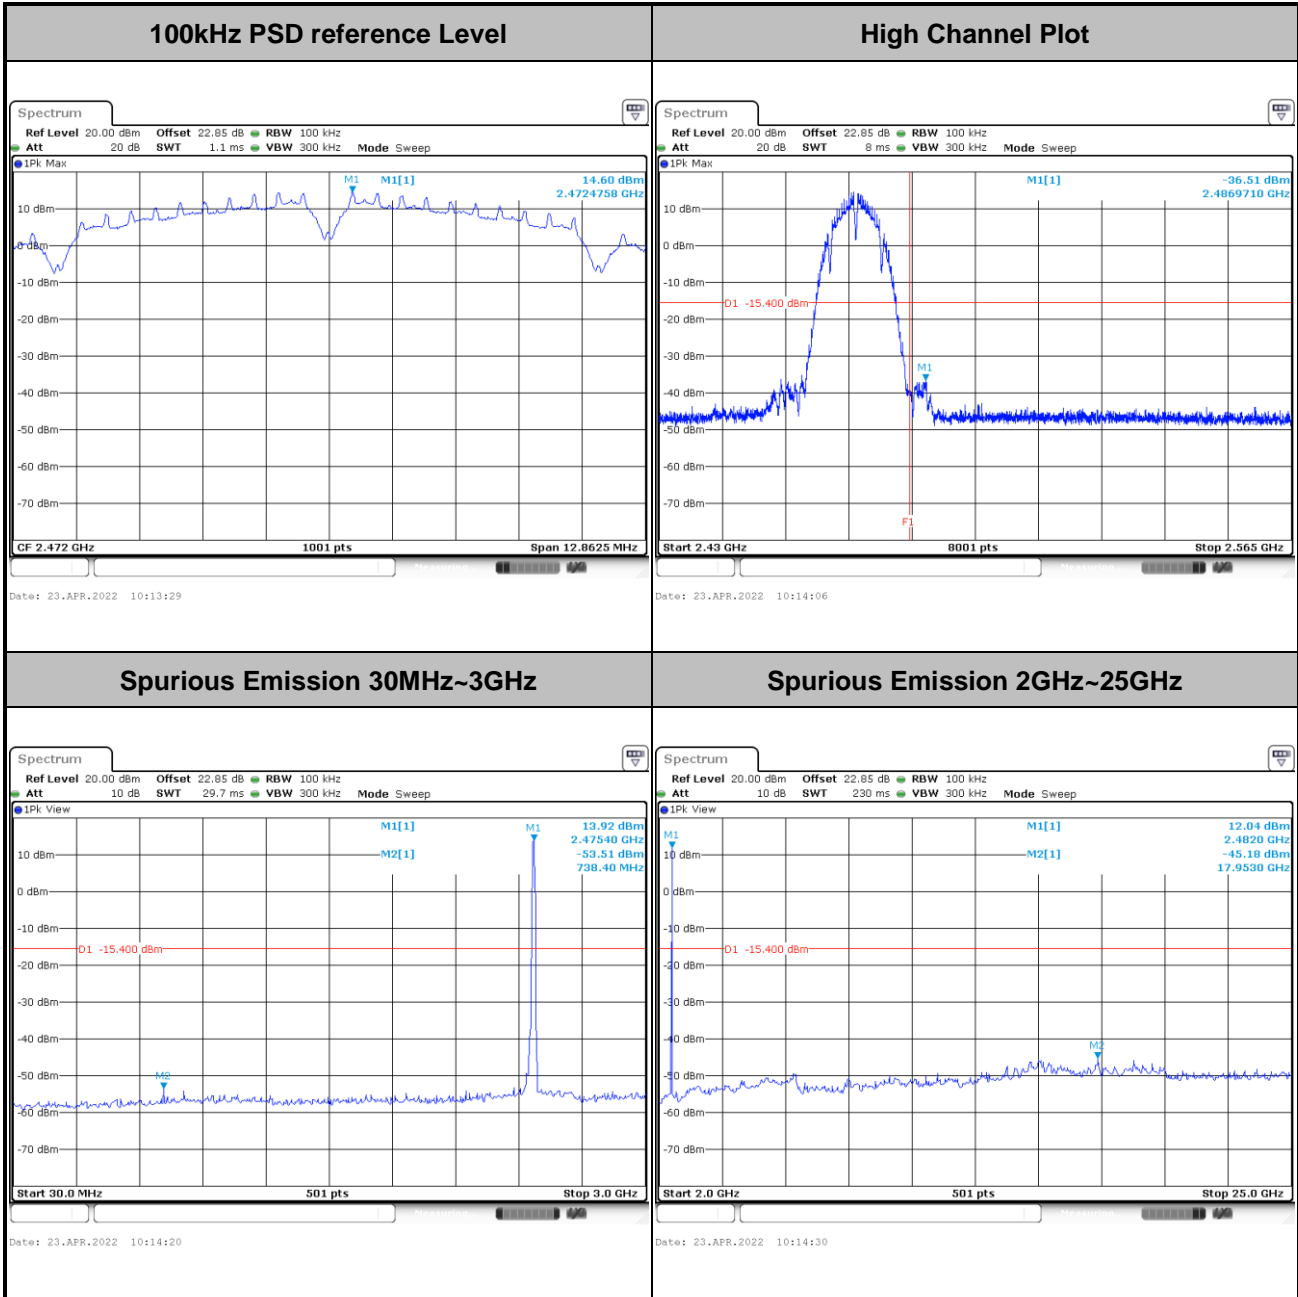 100kHz PSD reference Level
Spectrum
Ref Level 20.00 dBm Offset 22.85 dB RBW 100 kHz
Att 20 dB SWT 1.1 ms VBW 300 kHz Mode Sweep
1Pk Max
M1 M1[1] 14.60 dBm
2.4724758 GHz
10 dBm
0 dBm
-10 dBm
-20 dBm
-30 dBm
-40 dBm
-50 dBm
-60 dBm
-70 dBm
CF 2.472 GHz 1001 pts Span 12.8625 MHz
Measuring
Date: 23.APR.2022 10:13:29
High Channel Plot
Spectrum
Ref Level 20.00 dBm Offset 22.85 dB RBW 100 kHz
Att 20 dB SWT 8 ms VBW 300 kHz Mode Sweep
1Pk Max
M1[1] -36.51 dBm
2.4869710 GHz
10 dBm
0 dBm
-10 dBm
D1 -15.400 dBm
-20 dBm
-30 dBm
M1
-40 dBm
-50 dBm
-60 dBm
-70 dBm
F1
Start 2.43 GHz 8001 pts Stop 2.565 GHz
Measuring
Date: 23.APR.2022 10:14:06
Spurious Emission 30MHz~3GHz
Spectrum
Ref Level 20.00 dBm Offset 22.85 dB RBW 100 kHz
Att 10 dB SWT 29.7 ms VBW 300 kHz Mode Sweep
1Pk View
M1[1] M1 13.92 dBm
2.47540 GHz
10 dBm M2[1] -53.51 dBm
738.40 MHz
0 dBm
-10 dBm
D1 -15.400 dBm
-20 dBm
-30 dBm
-40 dBm
-50 dBm
M2
-60 dBm
-70 dBm
Start 30.0 MHz 501 pts Stop 3.0 GHz
Measuring
Date: 23.APR.2022 10:14:20
Spurious Emission 2GHz~25GHz
Spectrum
Ref Level 20.00 dBm Offset 22.85 dB RBW 100 kHz
Att 10 dB SWT 230 ms VBW 300 kHz Mode Sweep
1Pk View
M1 M1[1] 12.04 dBm
2.4820 GHz
10 dBm M2[1] -45.18 dBm
17.9530 GHz
0 dBm
-10 dBm
D1 -15.400 dBm
-20 dBm
-30 dBm
-40 dBm
M2
-50 dBm
-60 dBm
-70 dBm
Start 2.0 GHz 501 pts Stop 25.0 GHz
Measuring
Date: 23.APR.2022 10:14:30